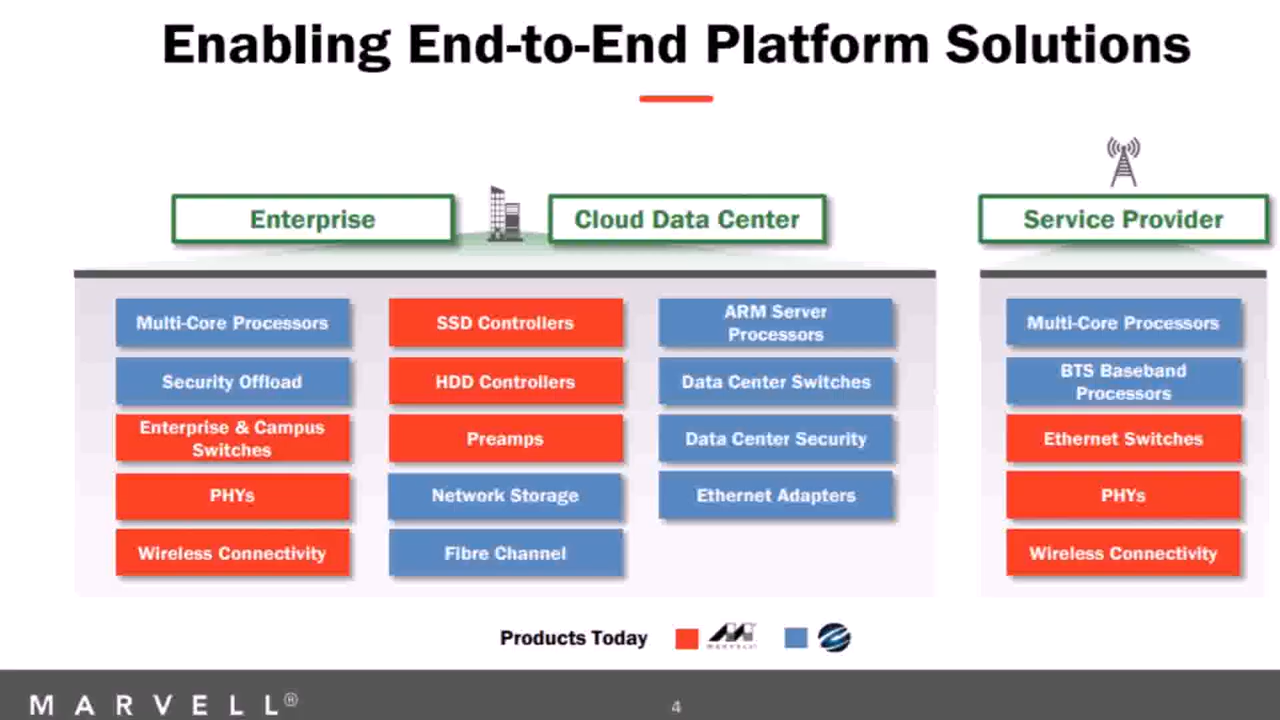 Enabling End-to-End Platform Solutions
Enterprise
Cloud Data Center
Service Provider
Multi-Core Processors
Security Offload
Enterprise & Campus
Switches
PHYs
Wireless Connectivity
SSD Controllers
HDD Controllers
Preamps
Network Storage
Fibre Channel
ARM Server
Processors
Data Center Switches
Data Center Security
Ethernet Adapters
Multi-Core Processors
BTS Baseband
Processors
Ethernet Switches
PHYs
Wireless Connectivity
Products Today
MARVELL
MARVELL®
4